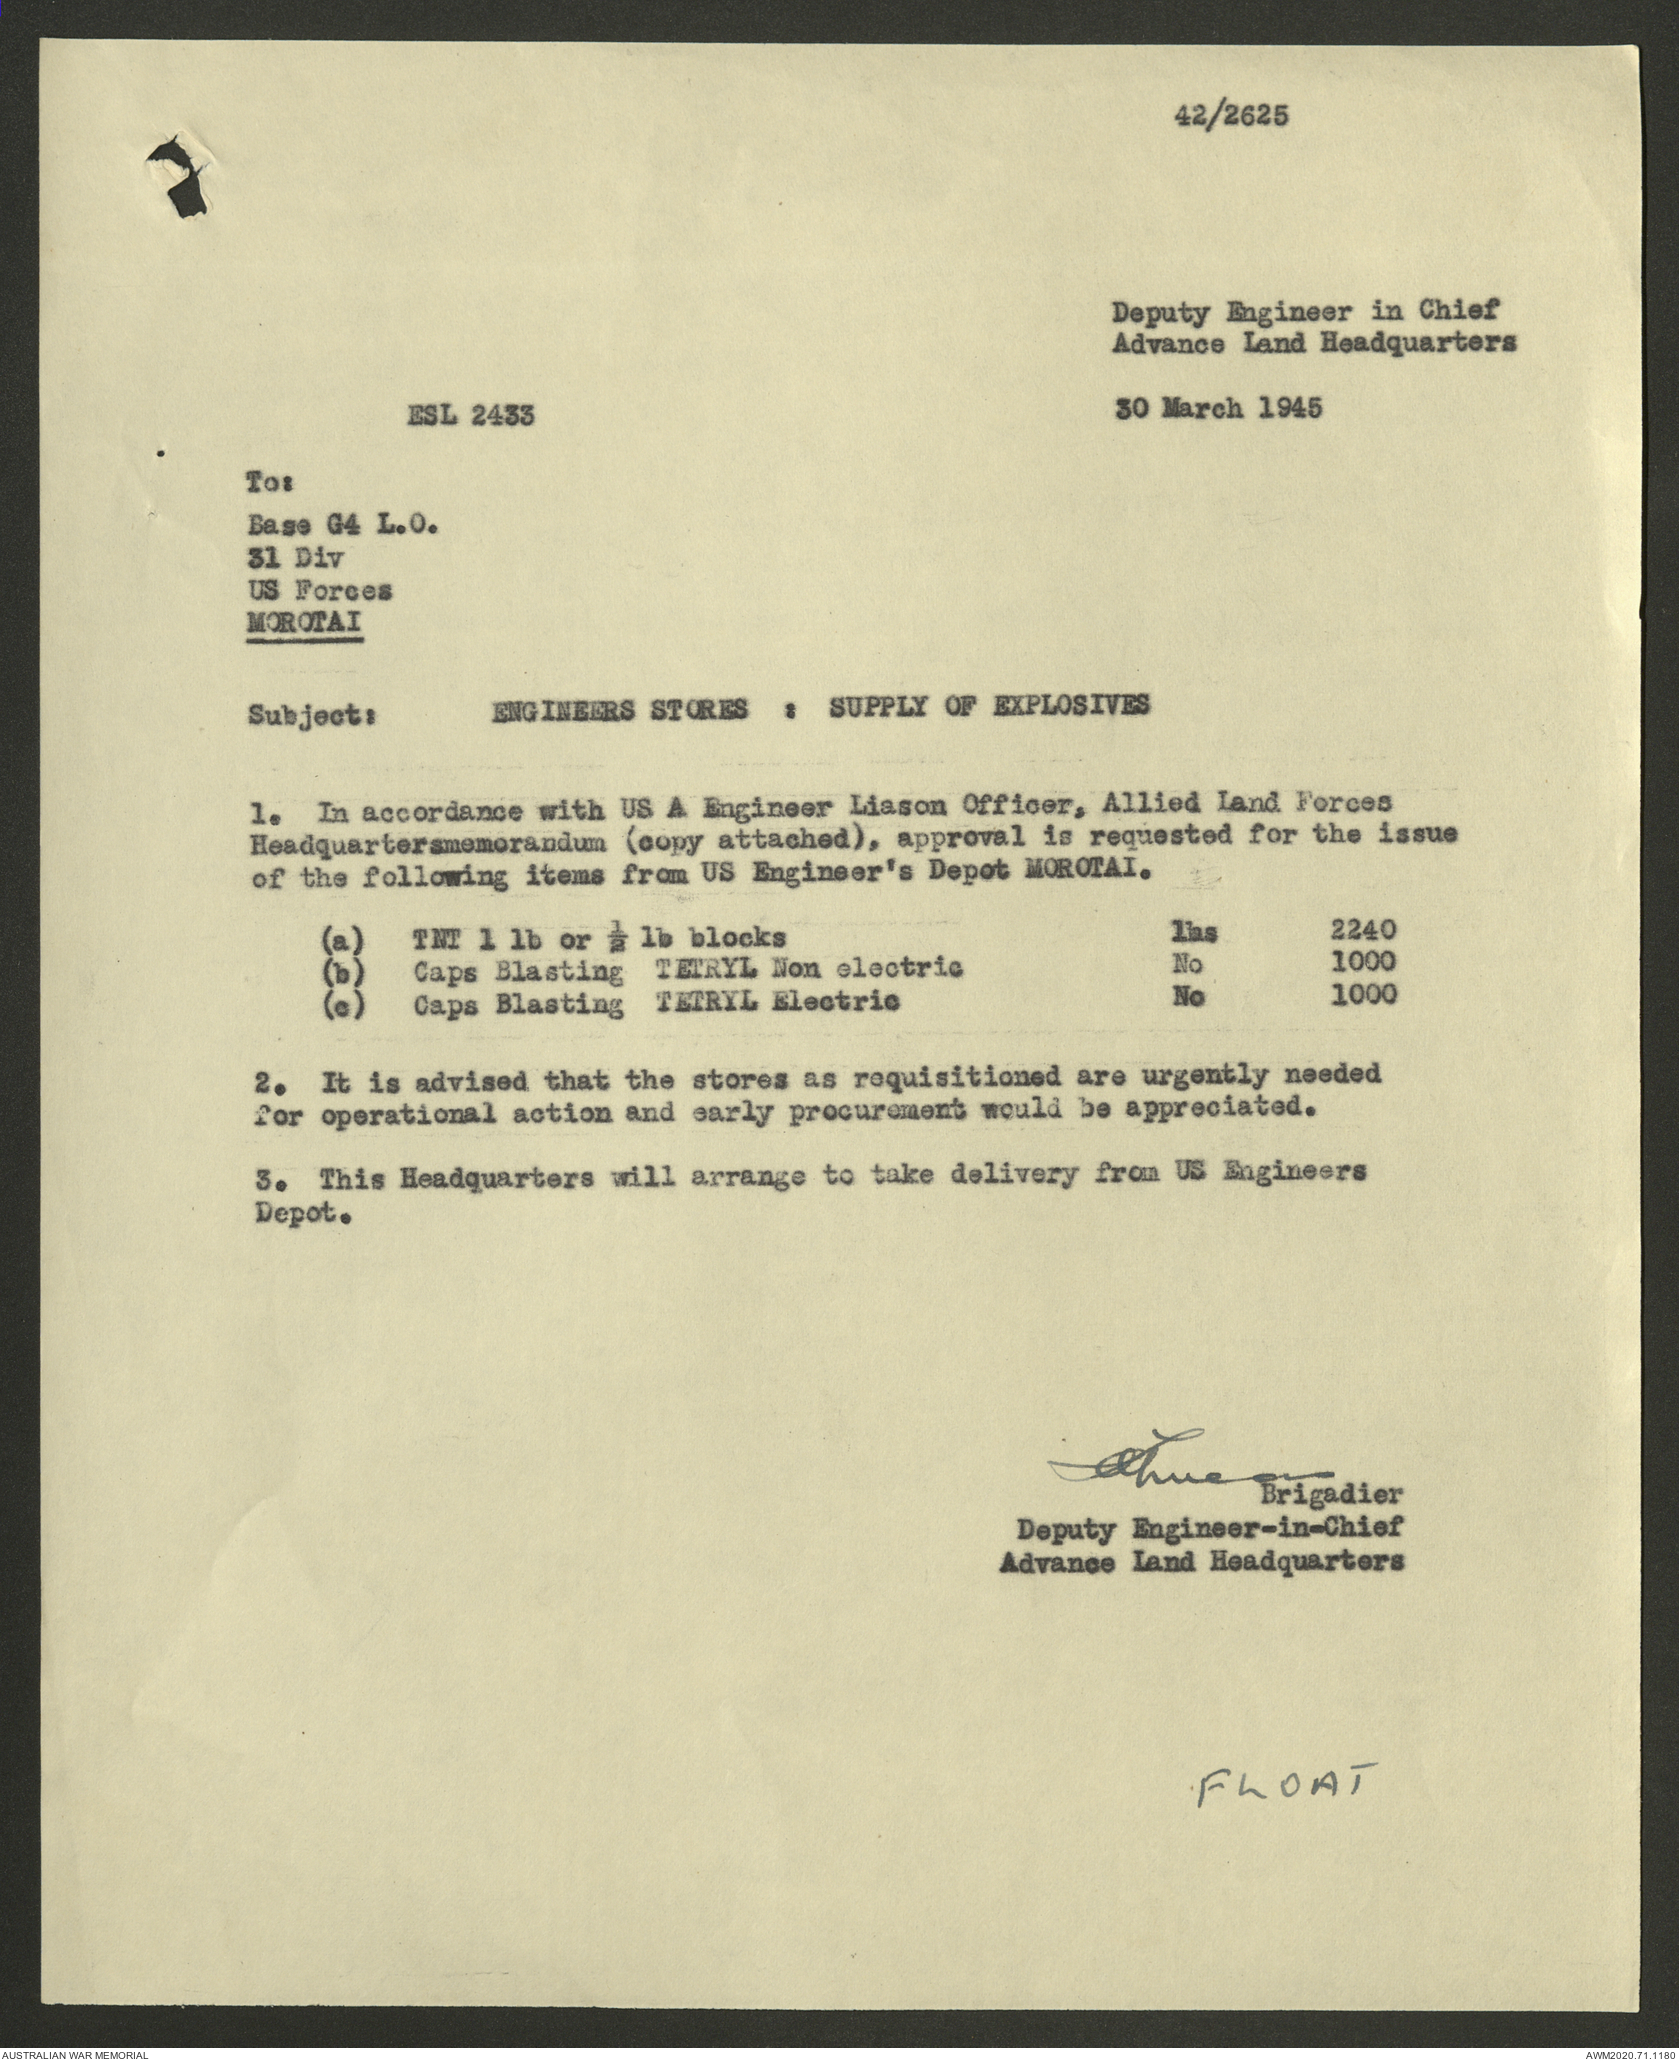 42/2625
Deputy Engineer in Chief
Advance Land Headquarters
ESL 2433
30 March 1945
To:
Base G4 L.O.
31 Div
US Forces
MOROTAI
Subject: ENGINEERS STORES : SUPPLY OF EXPLOSIVES
1. In accordance with US A Engineer Liason Officer, Allied Land Forces
Headquartersmemorandum (copy attached), approval is requested for the issue
of the following items from US Engineer's Depot MOROTAI.
(a) TNT 1 lb or ½ lb blocks lbs 2240
(b) Caps Blasting TETRYL Non electric No 1000
(c) Caps Blasting TETRYL Electric No 1000
2. It is advised that the stores as requisitioned are urgently needed
for operational action and early procurement would be appreciated.
3. This Headquarters will arrange to take delivery from US Engineers
Depot.
Brigadier
Deputy Engineer-in-Chief
Advance Land Headquarters
FLOAT
AUSTRALIAN WAR MEMORIAL
AWM2020.71.1180